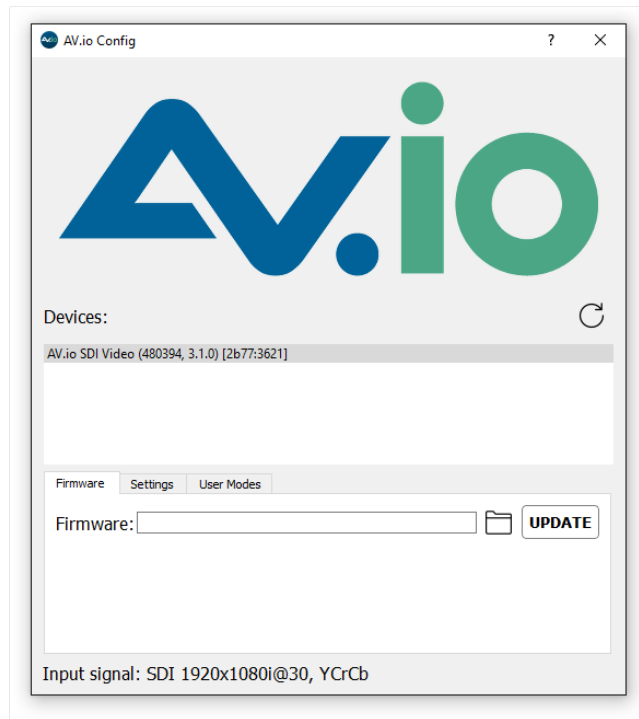 AV.io Config
?
AV.io
Devices:
AV.io SDI Video (480394, 3.1.0) [2b77:3621]
Firmware Settings User Modes
Firmware: UPDATE
Input signal: SDI 1920x1080i@30, YCrCb